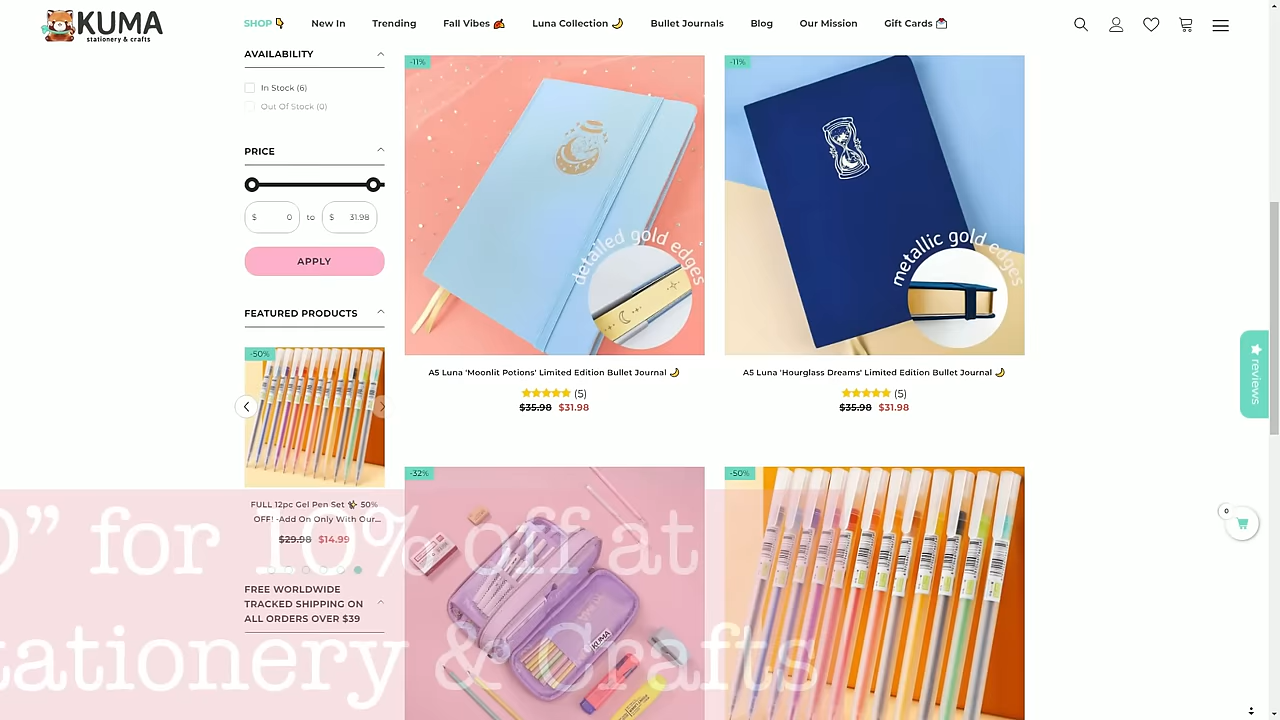 KUMA
stationery & crafts
SHOP
New In
Trending
Fall Vibes
Luna Collection
Bullet Journals
Blog
Our Mission
Gift Cards
AVAILABILITY
In Stock (6)
Out Of Stock (0)
PRICE
$ 0 to $ 31.98
APPLY
FEATURED PRODUCTS
-50%
FULL 12pc Gel Pen Set 50%
OFF! -Add On Only With Our...
$29.98 $14.99
FREE WORLDWIDE
TRACKED SHIPPING ON
ALL ORDERS OVER $39
-11%
detailed gold edges
A5 Luna 'Moonlit Potions' Limited Edition Bullet Journal
(5)
$35.98 $31.98
-11%
metallic gold edges
A5 Luna 'Hourglass Dreams' Limited Edition Bullet Journal
(5)
$35.98 $31.98
-32%
KUMA
-50%
reviews
0
0” for 10% off at
tationery & Crafts